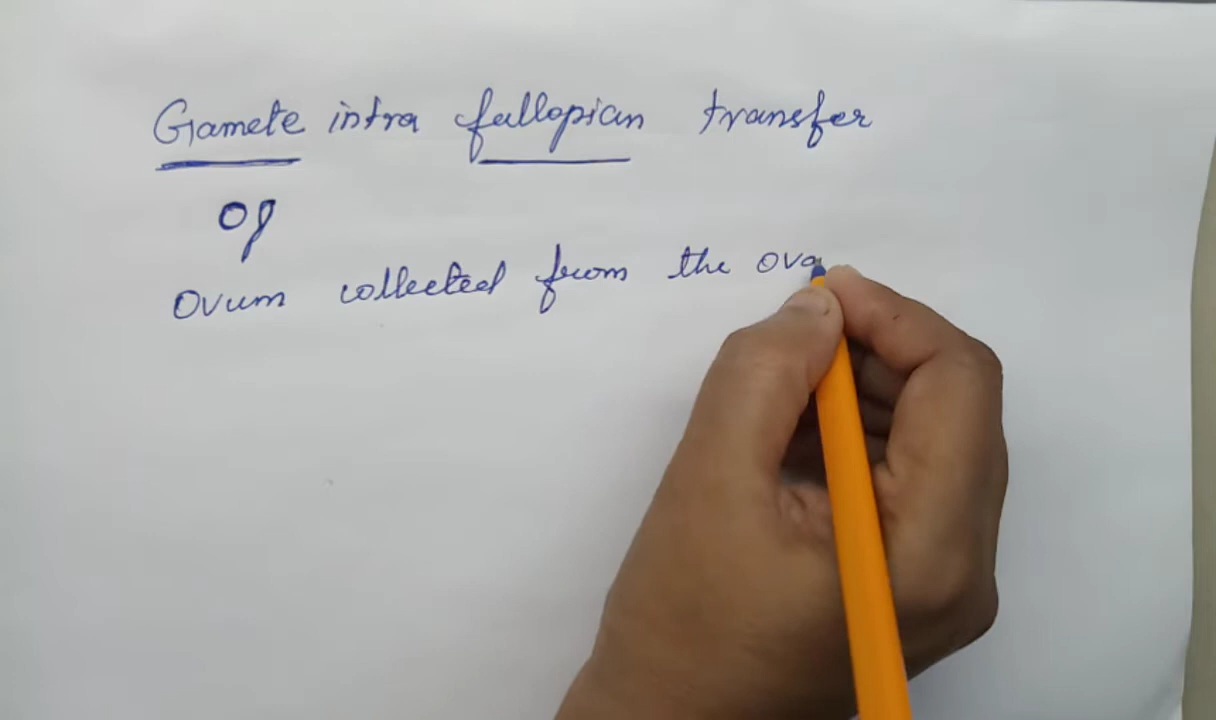 Gamete intra fallopian transfer
Of
Ovum collected from the ova